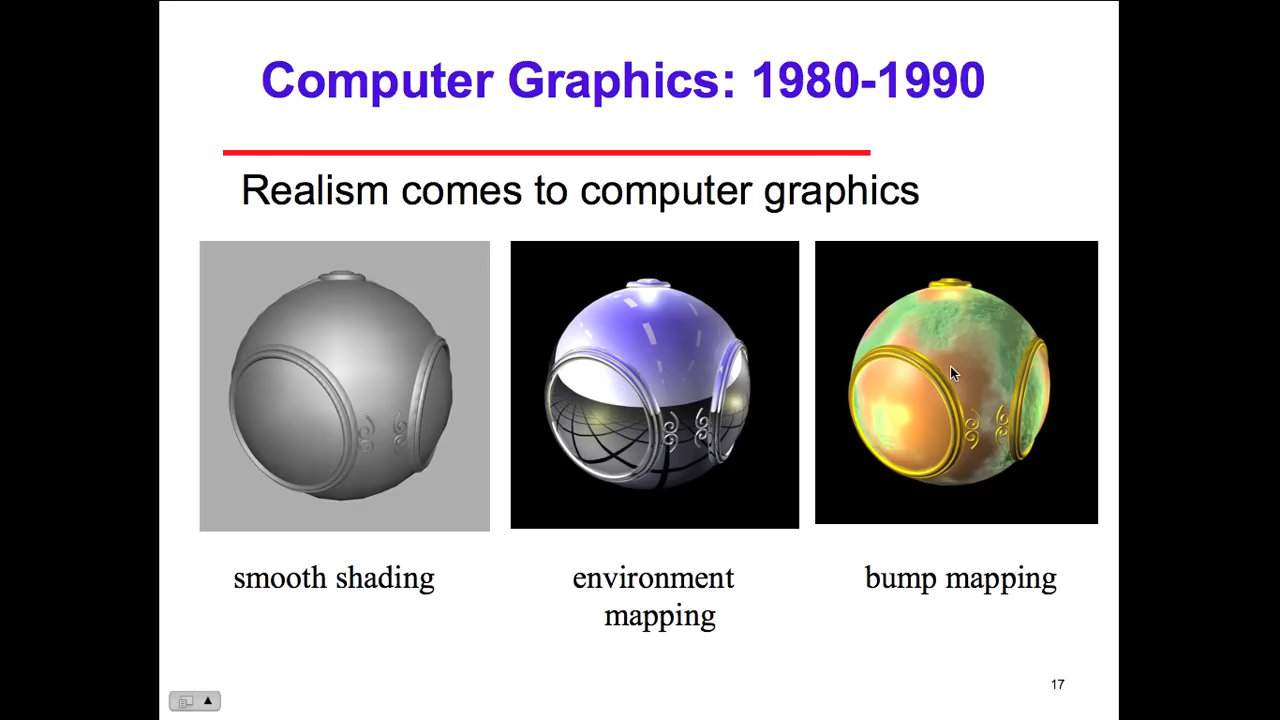 Computer Graphics: 1980-1990
Realism comes to computer graphics
smooth shading
environment
mapping
bump mapping
17